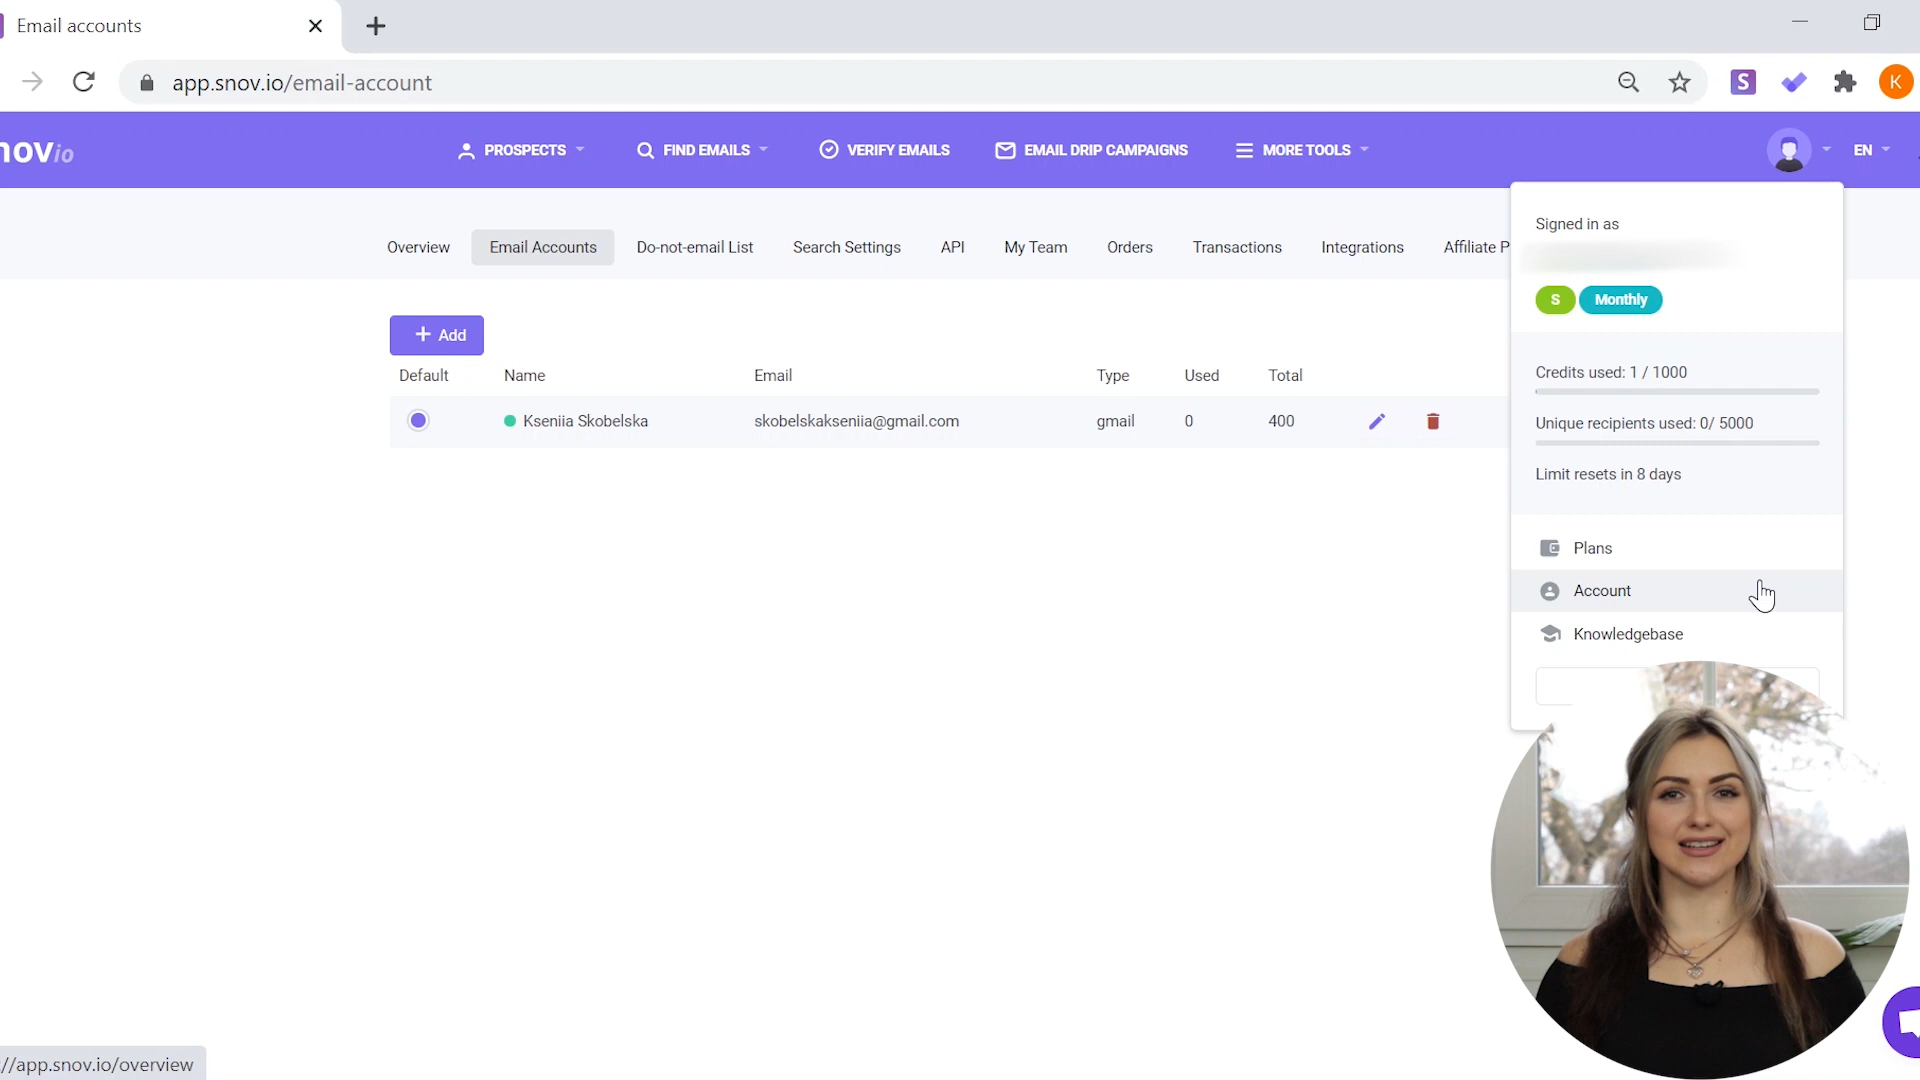 Email accounts
app.snov.io/email-account
S
K
novio
PROSPECTS
FIND EMAILS
VERIFY EMAILS
EMAIL DRIP CAMPAIGNS
MORE TOOLS
EN
Overview
Email Accounts
Do-not-email List
Search Settings
API
My Team
Orders
Transactions
Integrations
Affiliate P
Signed in as
S
Monthly
+ Add
Default
Name
Email
Type
Used
Total
Kseniia Skobelska
skobelskakseniia@gmail.com
gmail
0
400
Credits used: 1 / 1000
Unique recipients used: 0/ 5000
Limit resets in 8 days
Plans
Account
Knowledgebase
://app.snov.io/overview